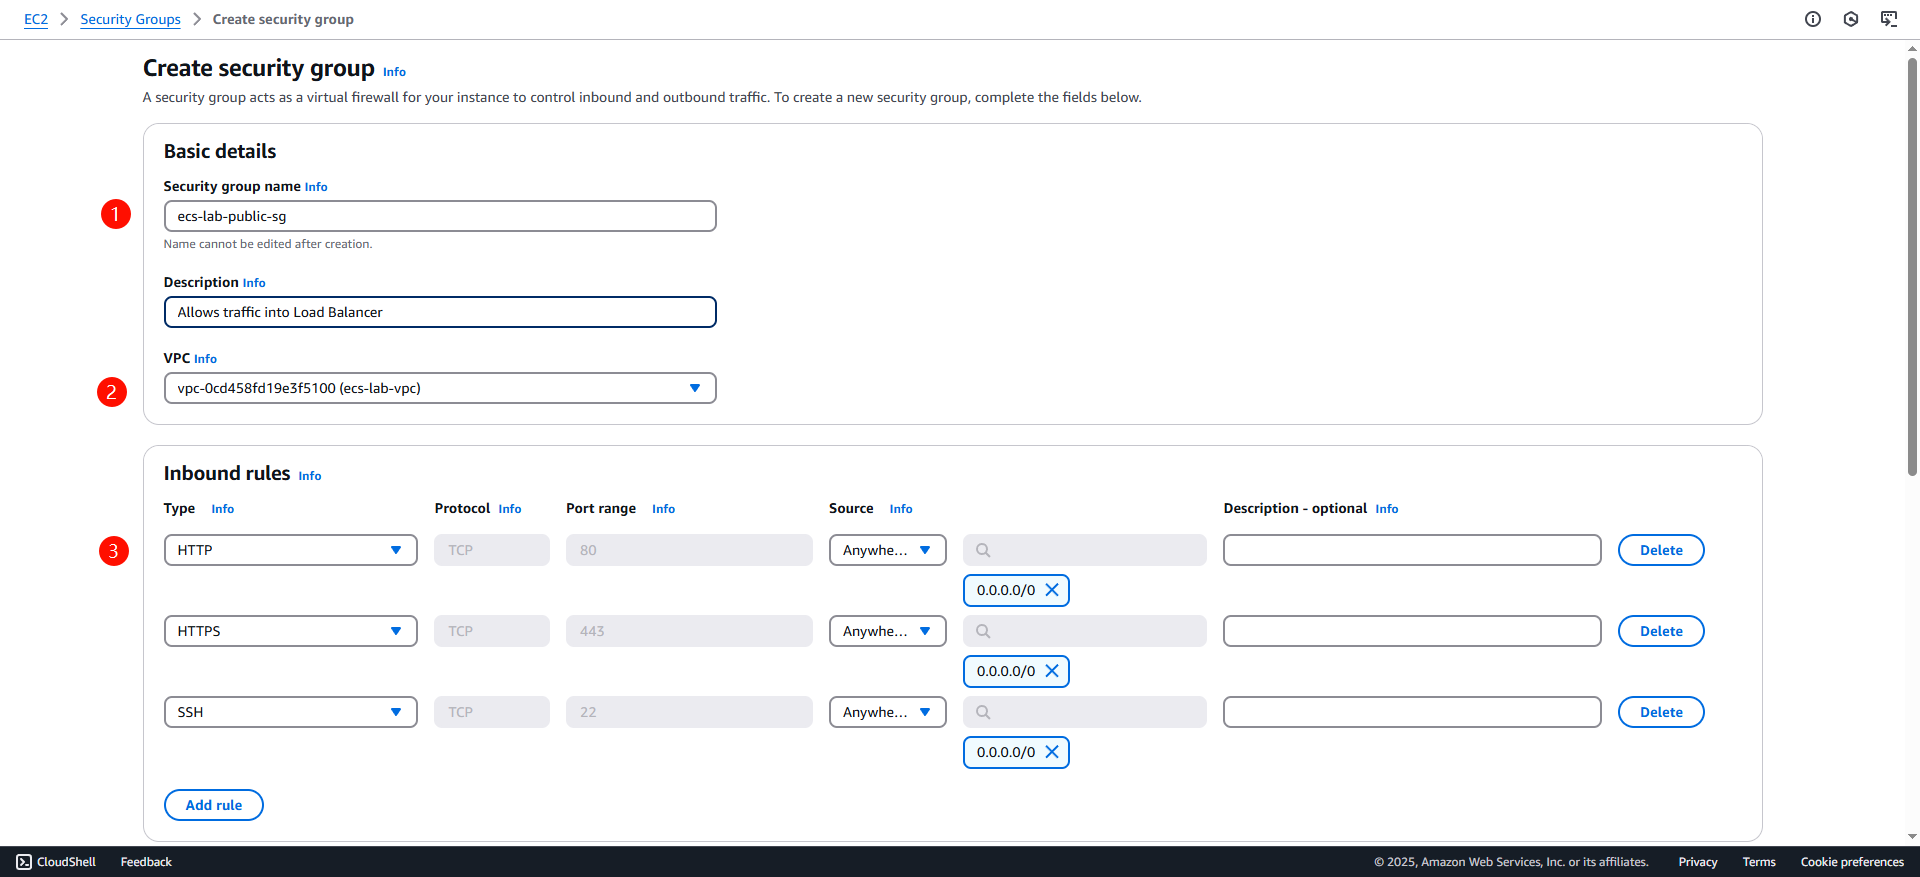 EC2 > Security Groups > Create security group
Create security group Info
A security group acts as a virtual firewall for your instance to control inbound and outbound traffic. To create a new security group, complete the fields below.
Basic details
Security group name Info
1
ecs-lab-public-sg
Name cannot be edited after creation.
Description Info
Allows traffic into Load Balancer
VPC Info
2
vpc-0cd458fd19e3f5100 (ecs-lab-vpc)
Inbound rules Info
Type Info Protocol Info Port range Info Source Info Description - optional Info
3
HTTP TCP 80 Anywhe... Delete
0.0.0.0/0
HTTPS TCP 443 Anywhe... Delete
0.0.0.0/0
SSH TCP 22 Anywhe... Delete
0.0.0.0/0
Add rule
CloudShell Feedback © 2025, Amazon Web Services, Inc. or its affiliates. Privacy Terms Cookie preferences